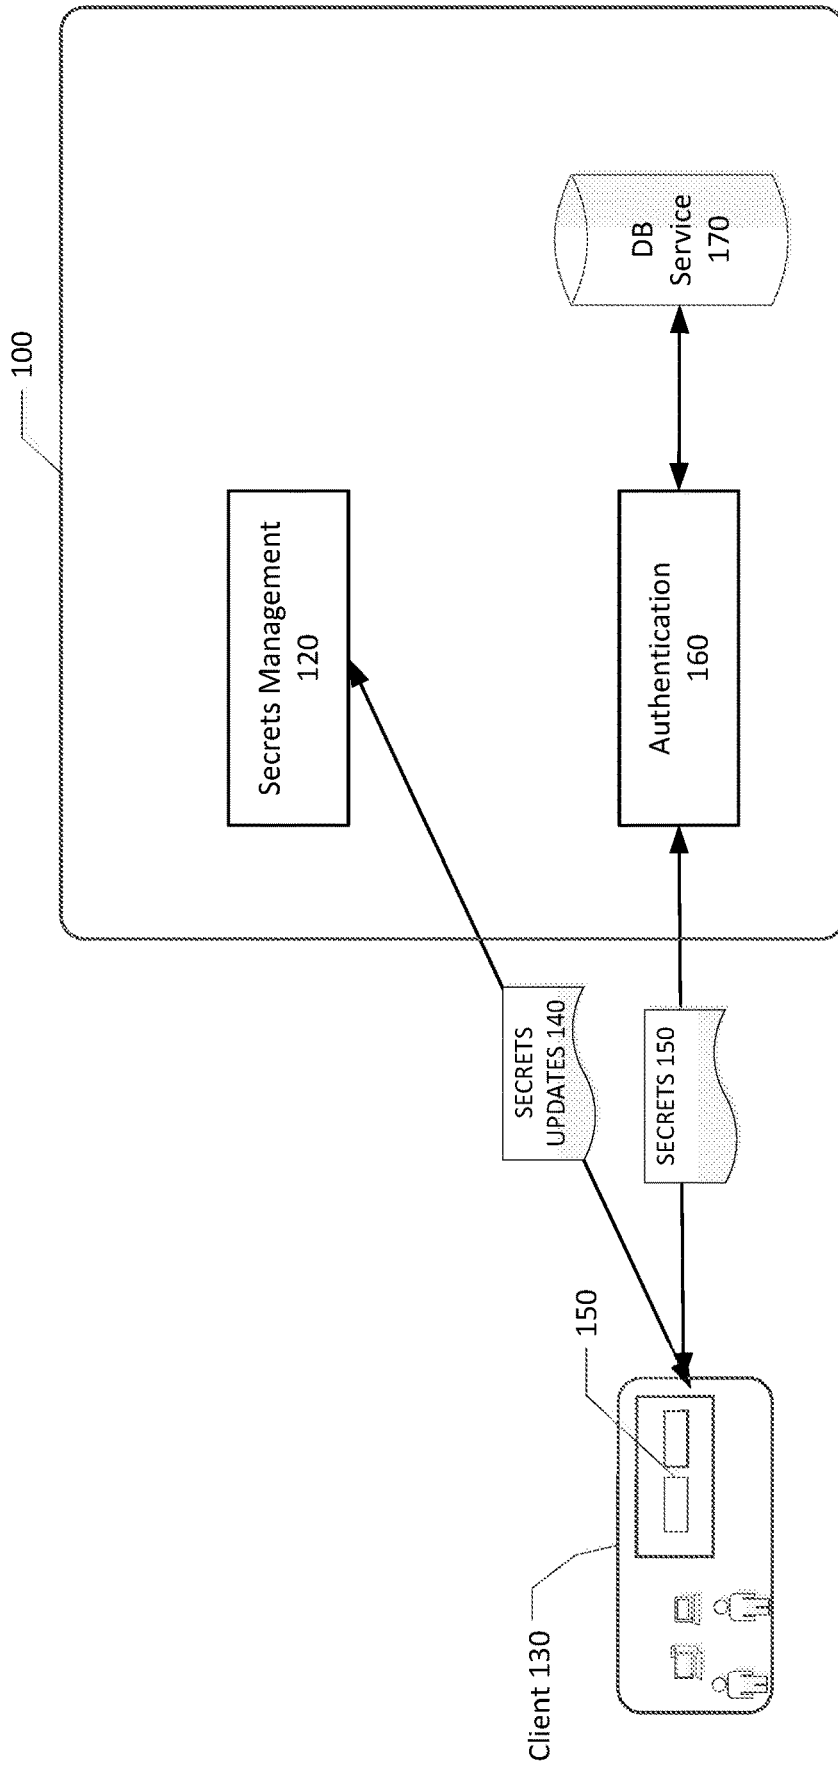 100
Secrets Management
120
DB
Service
170
Authentication
160
SECRETS
UPDATES 140
SECRETS 150
150
Client 130